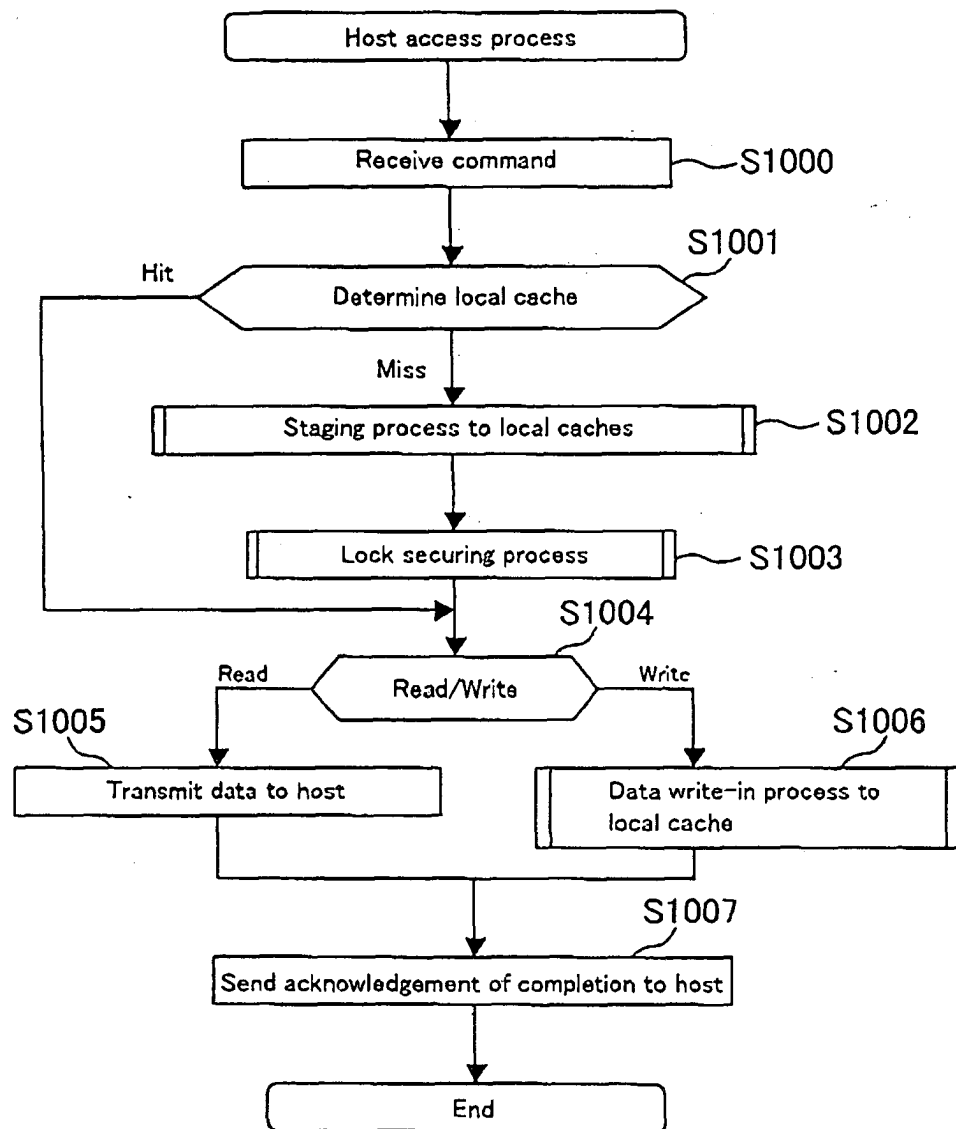 Host access process
Receive command
S1000
S1001
Hit
Determine local cache
Miss
Staging process to local caches
S1002
Lock securing process
S1003
S1004
Read
Read/Write
Write
S1005
S1006
Transmit data to host
Data write-in process to
local cache
S1007
Send acknowledgement of completion to host
End